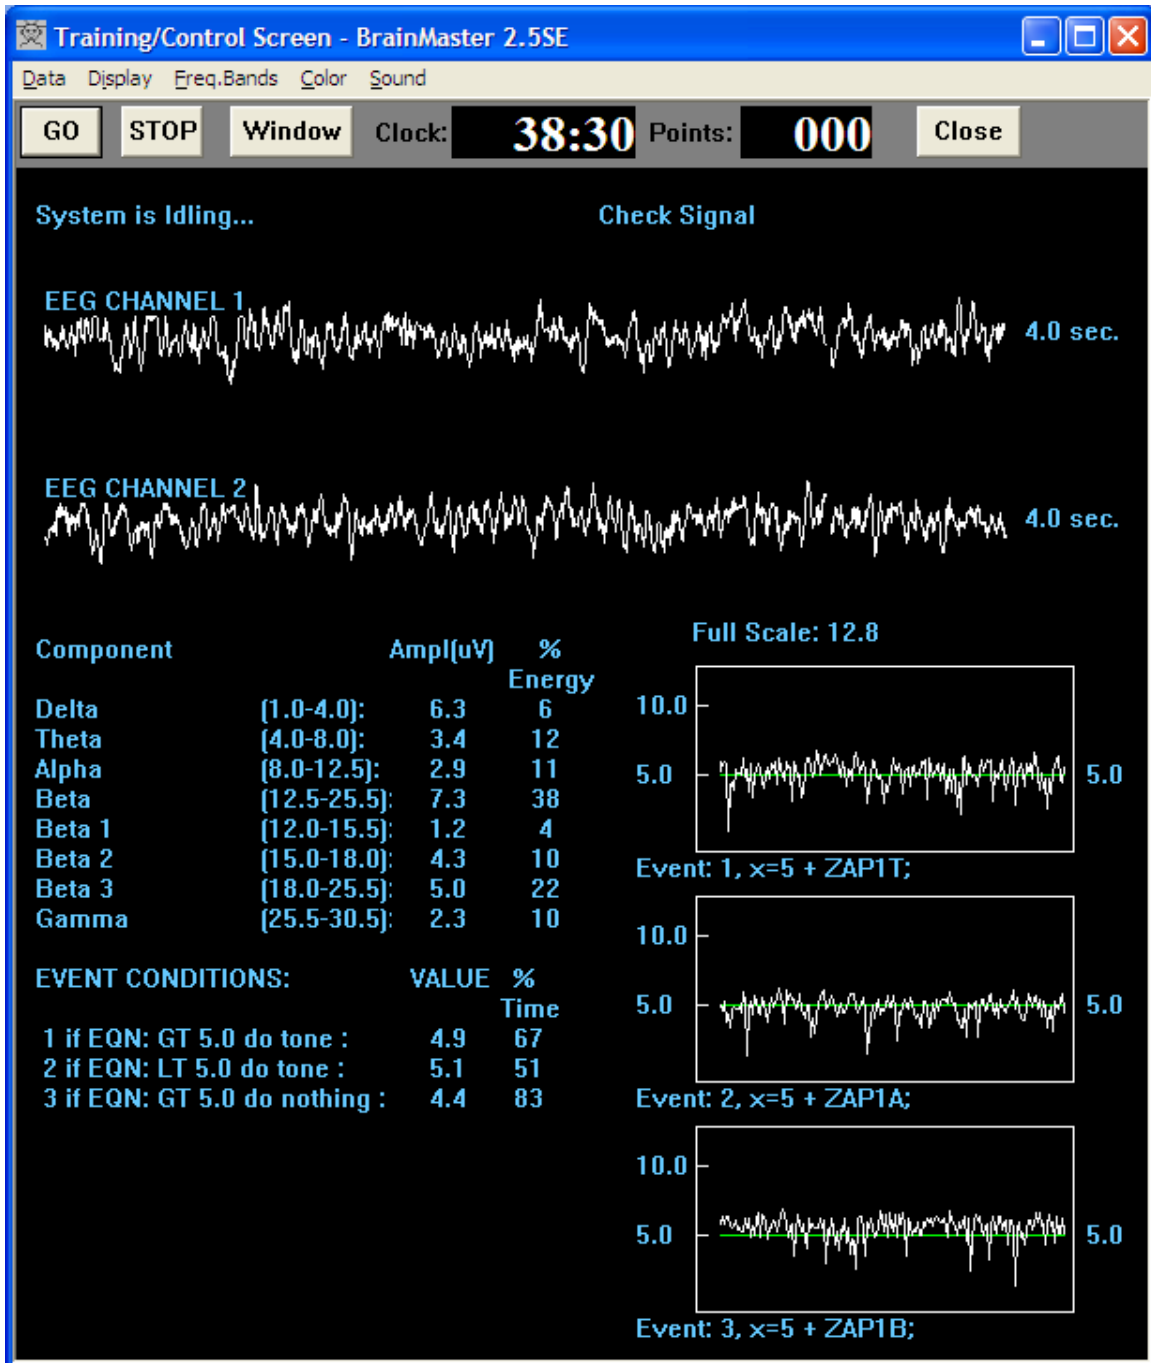 Training/Control Screen - BrainMaster 2.5SE
Data Display Freq.Bands Color Sound
GO STOP Window Clock: 38:30 Points: 000 Close
System is Idling... Check Signal
EEG CHANNEL 1
4.0 sec.
EEG CHANNEL 2
4.0 sec.
Component Ampl(uV) %
Energy
Delta (1.0-4.0): 6.3 6
Theta (4.0-8.0): 3.4 12
Alpha (8.0-12.5): 2.9 11
Beta (12.5-25.5): 7.3 38
Beta 1 (12.0-15.5): 1.2 4
Beta 2 (15.0-18.0): 4.3 10
Beta 3 (18.0-25.5): 5.0 22
Gamma (25.5-30.5): 2.3 10
EVENT CONDITIONS: VALUE %
Time
1 if EQN: GT 5.0 do tone : 4.9 67
2 if EQN: LT 5.0 do tone : 5.1 51
3 if EQN: GT 5.0 do nothing : 4.4 83
Full Scale: 12.8
10.0
5.0 5.0
Event: 1, x=5 + ZAP1T;
10.0
5.0 5.0
Event: 2, x=5 + ZAP1A;
10.0
5.0 5.0
Event: 3, x=5 + ZAP1B;